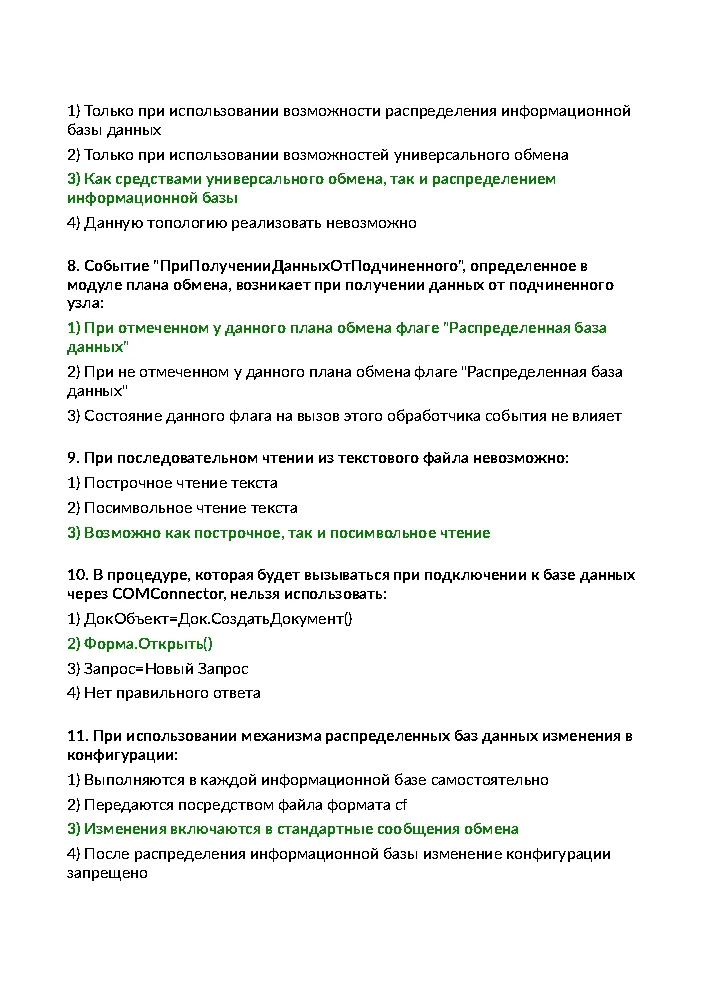 1) Только при использовании возможности распределения информационной
базы данных
2) Только при использовании возможностей универсального обмена
3) Как средствами универсального обмена, так и распределением
информационной базы
4) Данную топологию реализовать невозможно
8. Событие "ПриПолученииДанныхОтПодчиненного", определенное в
модуле плана обмена, возникает при получении данных от подчиненного
узла:
1) При отмеченном у данного плана обмена флаге "Распределенная база
данных"
2) При не отмеченном у данного плана обмена флаге "Распределенная база
данных"
3) Состояние данного флага на вызов этого обработчика события не влияет
9. При последовательном чтении из текстового файла невозможно:
1) Построчное чтение текста
2) Посимвольное чтение текста
3) Возможно как построчное, так и посимвольное чтение
10. В процедуре, которая будет вызываться при подключении к базе данных
через COMConnector, нельзя использовать:
1) ДокОбъект=Док.СоздатьДокумент()
2) Форма.Открыть()
3) Запрос=Новый Запрос
4) Нет правильного ответа
11. При использовании механизма распределенных баз данных изменения в
конфигурации:
1) Выполняются в каждой информационной базе самостоятельно
2) Передаются посредством файла формата cf
3) Изменения включаются в стандартные сообщения обмена
4) После распределения информационной базы изменение конфигурации
запрещено